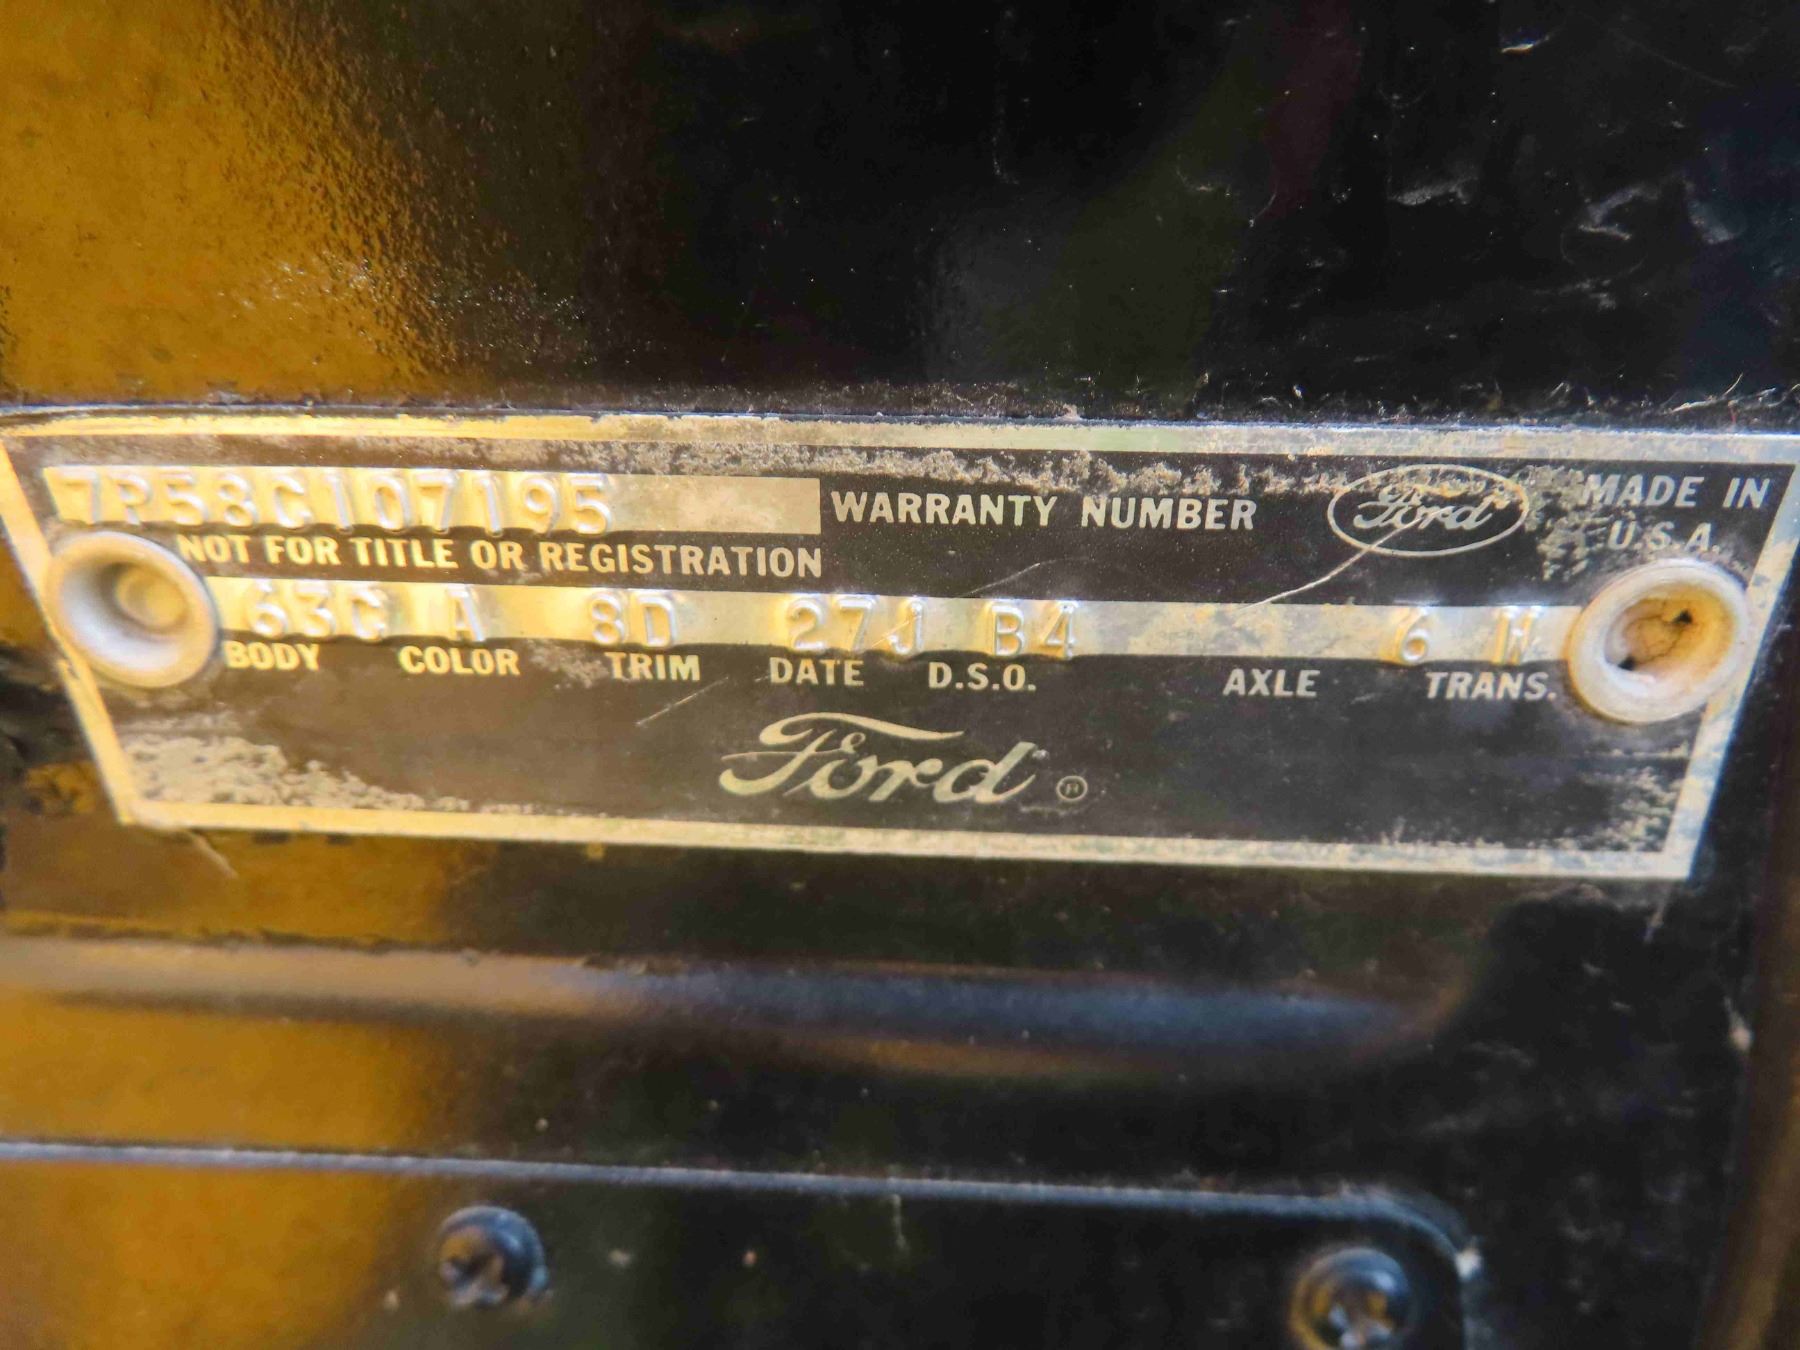 7P58C107195 WARRANTY NUMBER Ford MADE IN U.S.A.
NOT FOR TITLE OR REGISTRATION
63C A 8D 27J B4 6 W
BODY COLOR TRIM DATE D.S.O. AXLE TRANS.
Ford ®